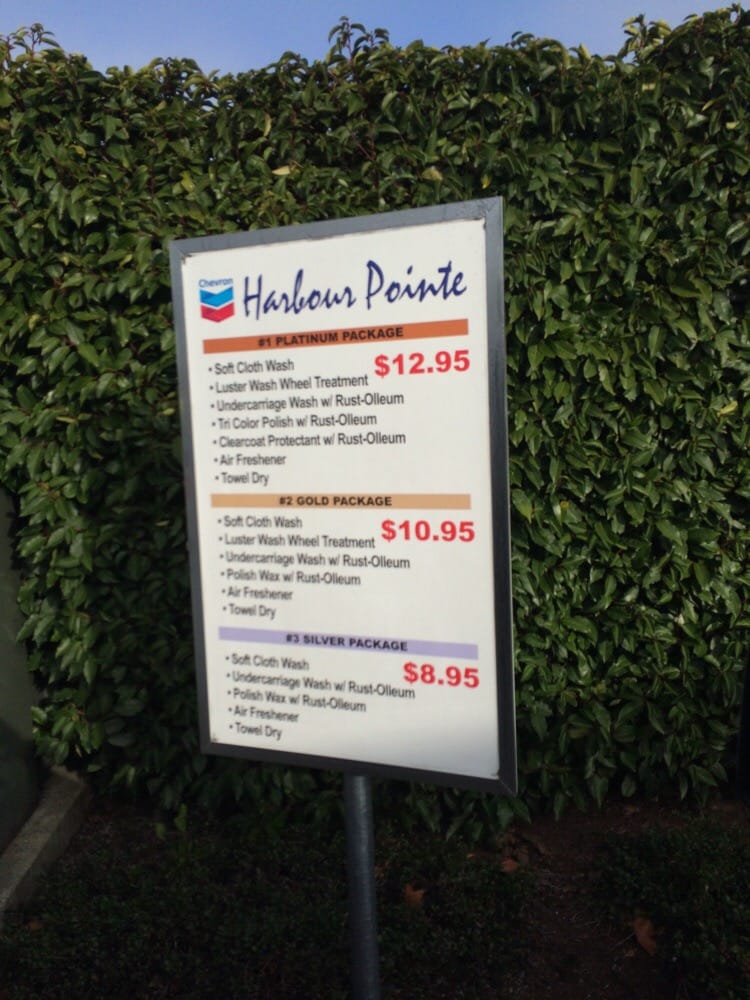 Chevron
Harbour Pointe
#1 PLATINUM PACKAGE
$12.95
• Soft Cloth Wash
• Luster Wash Wheel Treatment
• Undercarriage Wash w/ Rust-Olleum
• Tri Color Polish w/ Rust-Olleum
• Clearcoat Protectant w/ Rust-Olleum
• Air Freshener
• Towel Dry
#2 GOLD PACKAGE
$10.95
• Soft Cloth Wash
• Luster Wash Wheel Treatment
• Undercarriage Wash w/ Rust-Olleum
• Polish Wax w/ Rust-Olleum
• Air Freshener
• Towel Dry
#3 SILVER PACKAGE
$8.95
• Soft Cloth Wash
• Undercarriage Wash w/ Rust-Olleum
• Polish Wax w/ Rust-Olleum
• Air Freshener
• Towel Dry